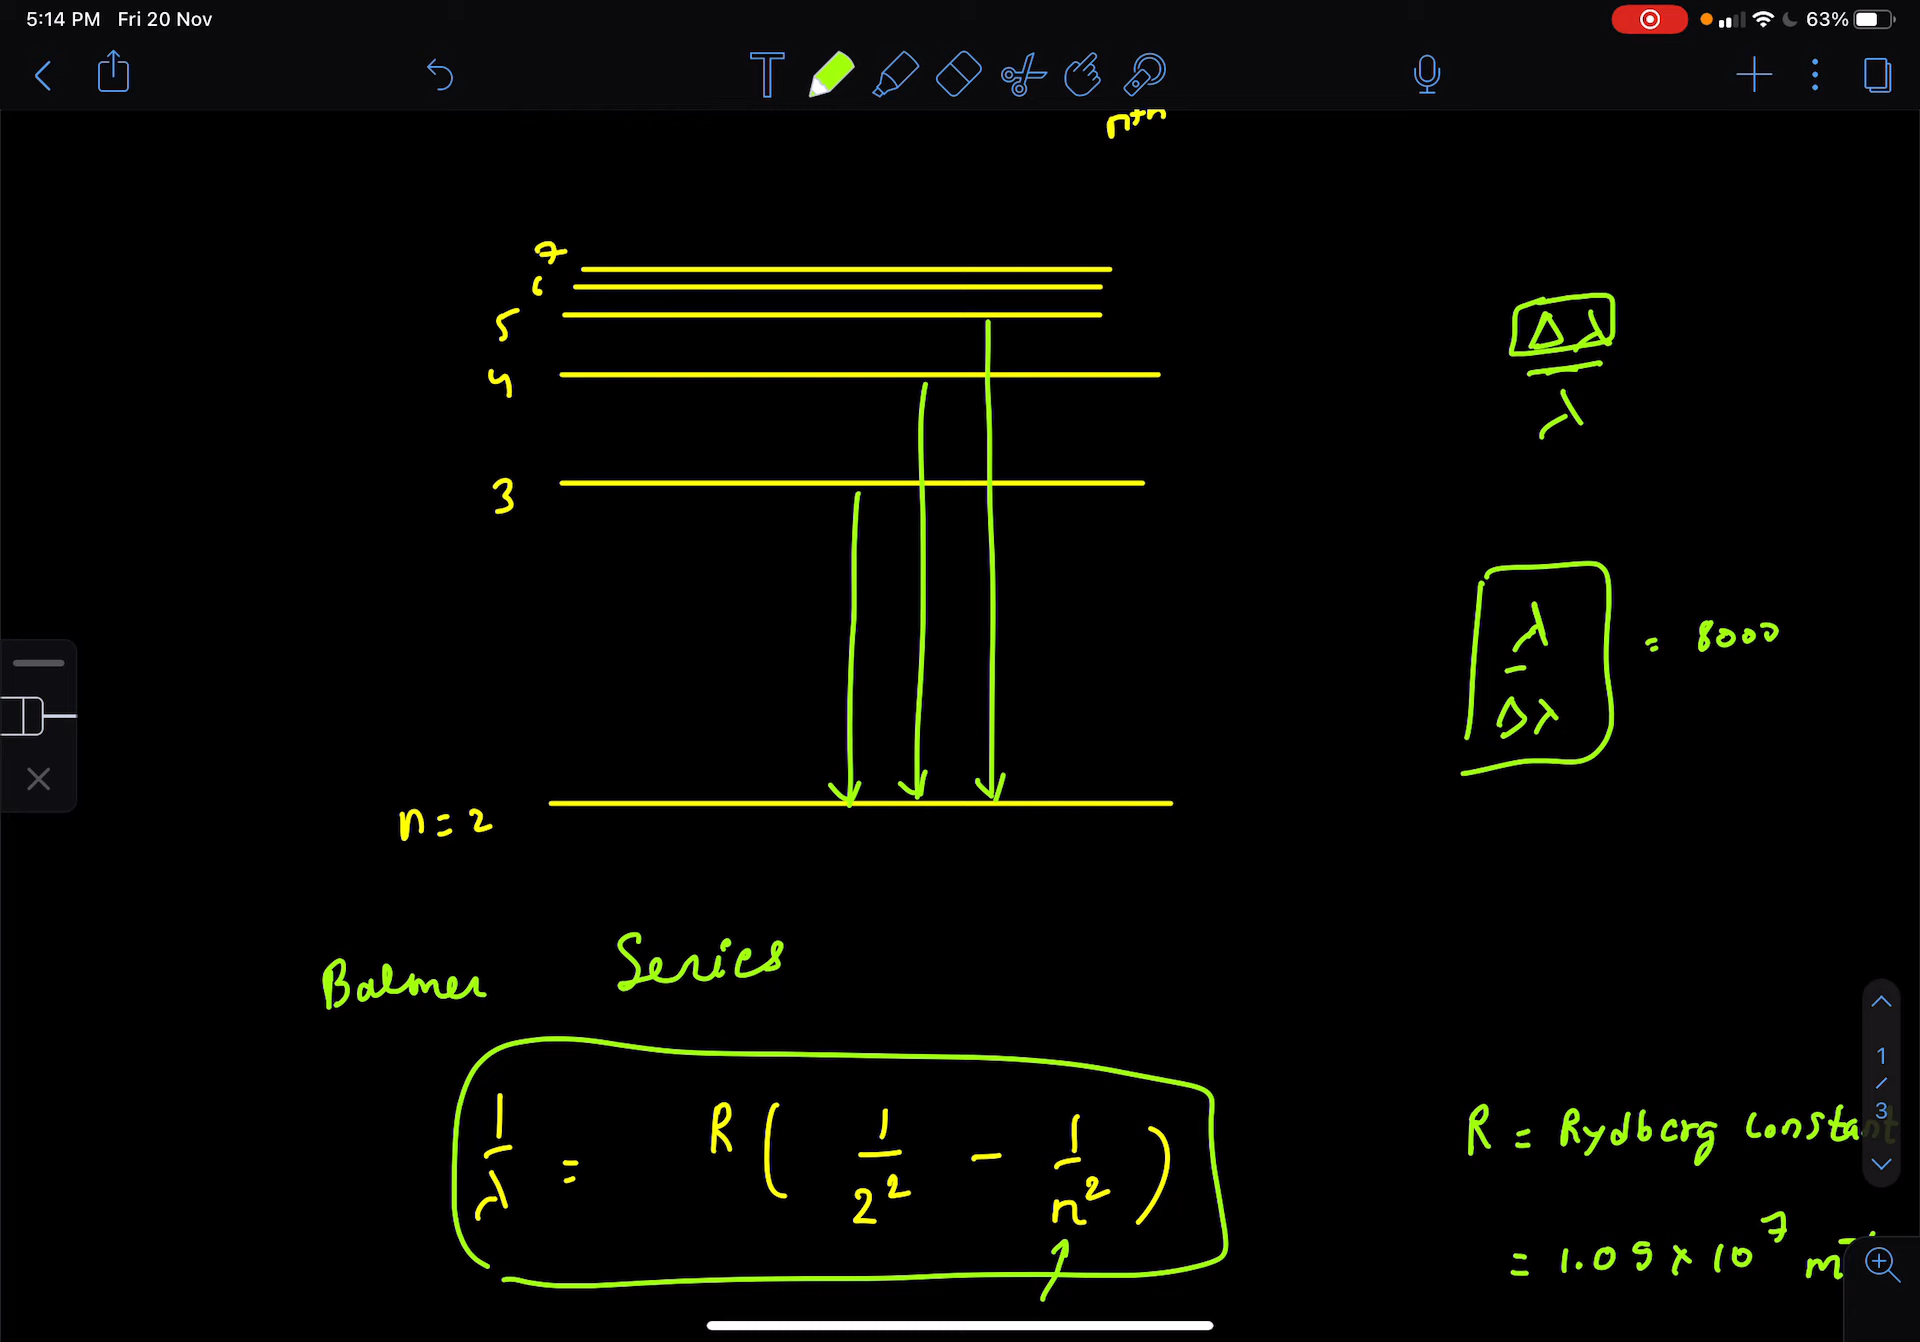 5:14 PM Fri 20 Nov
63%
T
nth
7
6
5
4
3
Δλ
λ
λ
Δλ
= 8000
n = 2
Balmer Series
1/λ = R ( 1/2² − 1/n² )
R = Rydberg constant
= 1.09 × 10⁷ m⁻
1
/
3